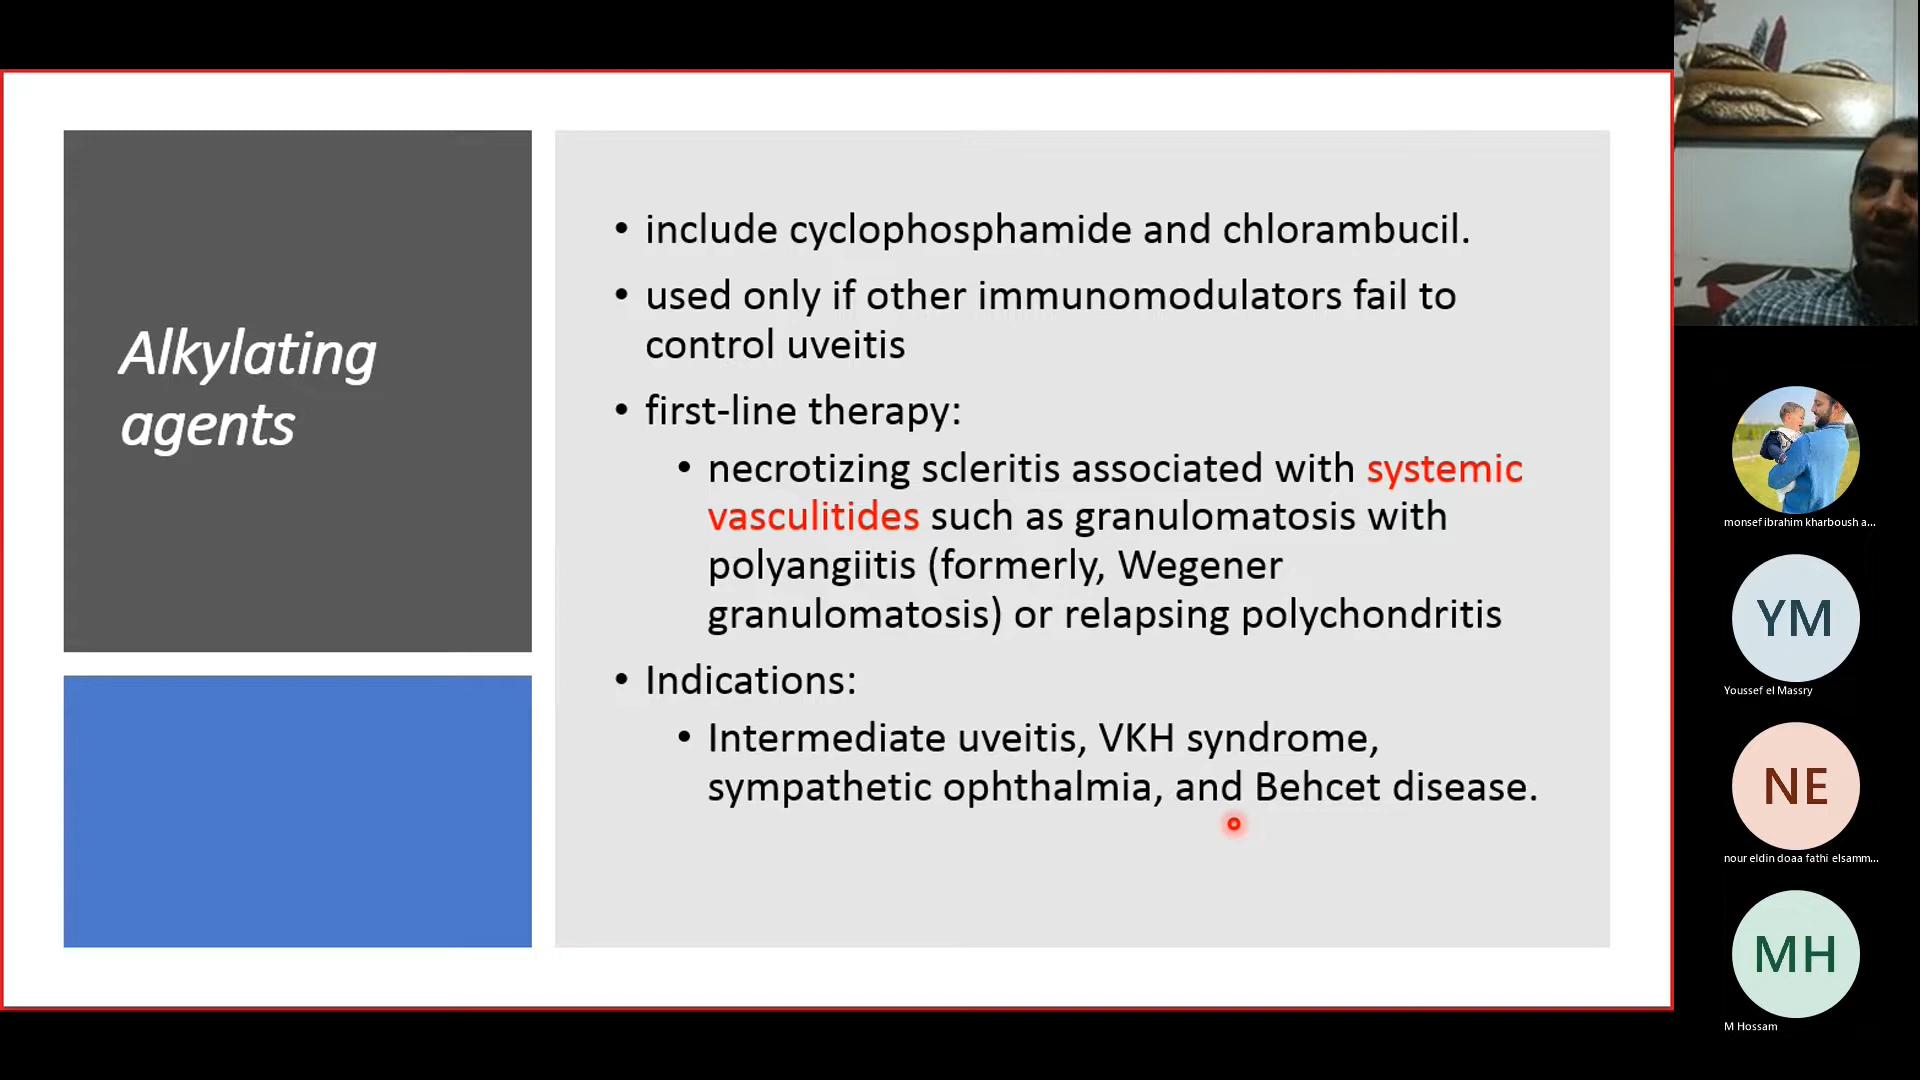 Alkylating
agents
• include cyclophosphamide and chlorambucil.
• used only if other immunomodulators fail to
control uveitis
• first-line therapy:
• necrotizing scleritis associated with systemic
vasculitides such as granulomatosis with
polyangiitis (formerly, Wegener
granulomatosis) or relapsing polychondritis
• Indications:
• Intermediate uveitis, VKH syndrome,
sympathetic ophthalmia, and Behcet disease.
monsef ibrahim kharboush a...
YM
Youssef el Massry
NE
nour eldin doaa fathi elsamm...
MH
M Hossam